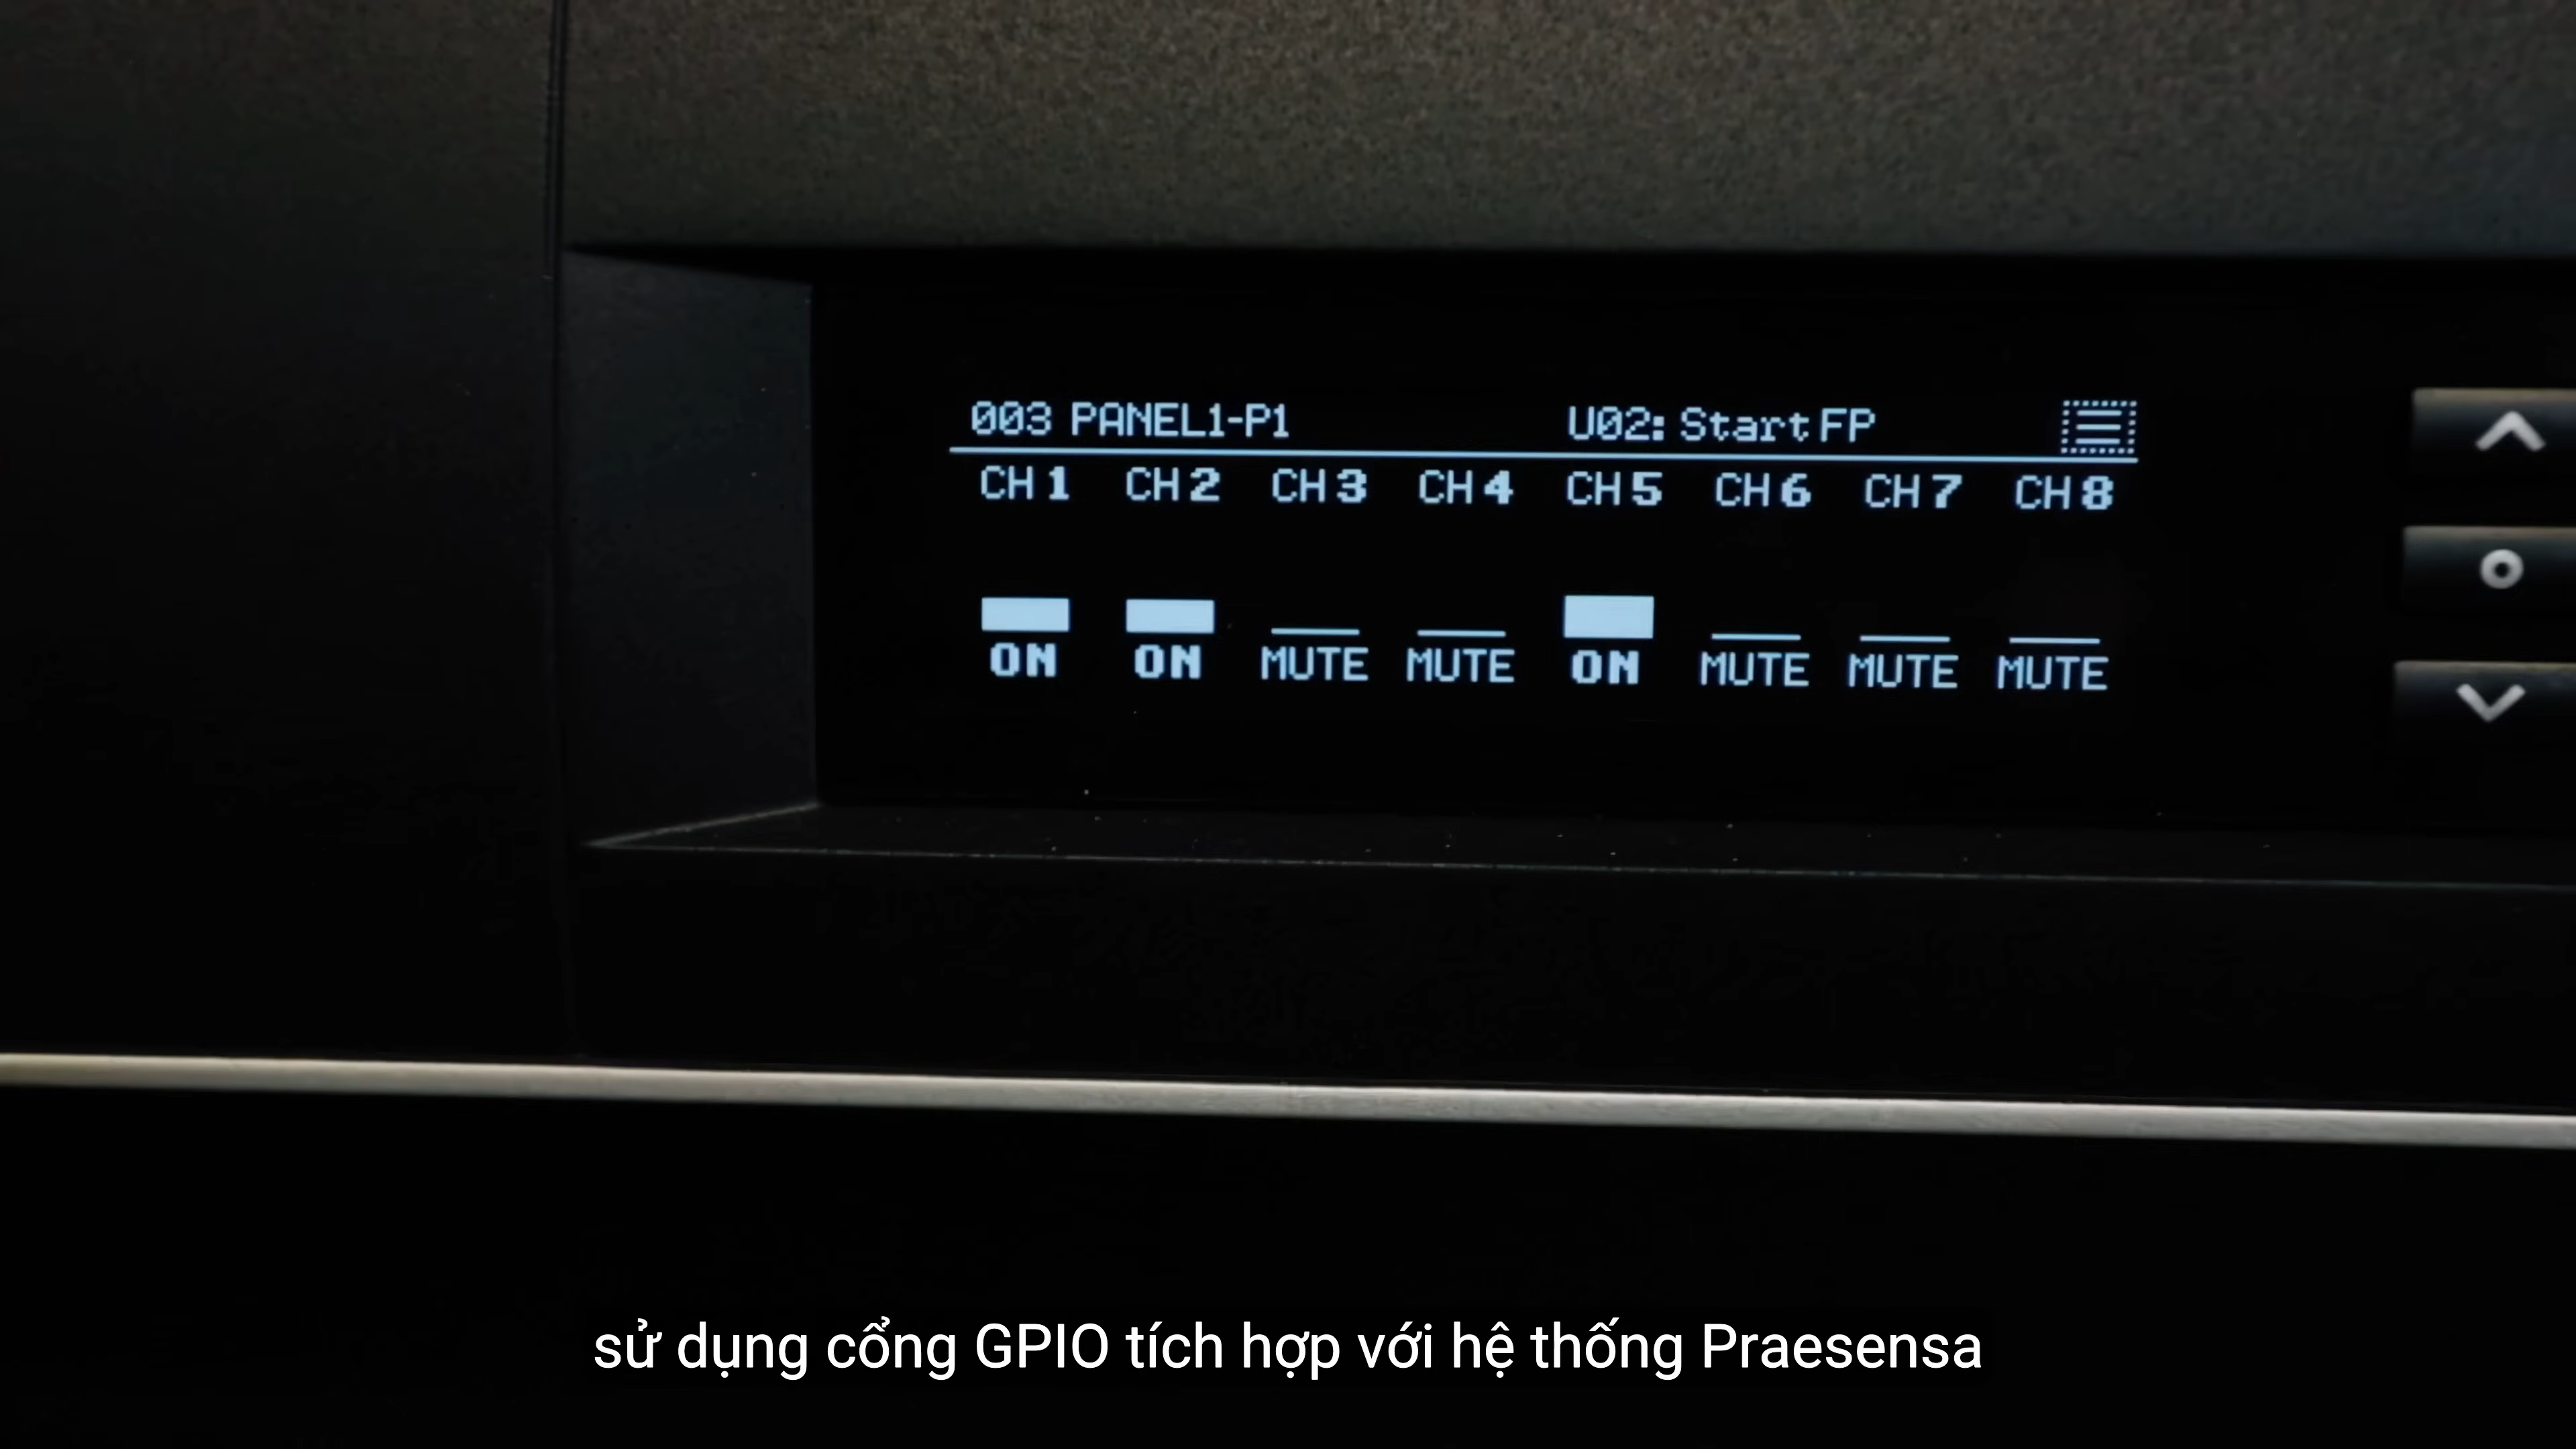 003 PANEL1-P1 U02: Start FP
CH 1 CH 2 CH 3 CH 4 CH 5 CH 6 CH 7 CH 8
ON ON MUTE MUTE ON MUTE MUTE MUTE
sử dụng cổng GPIO tích hợp với hệ thống Praesensa